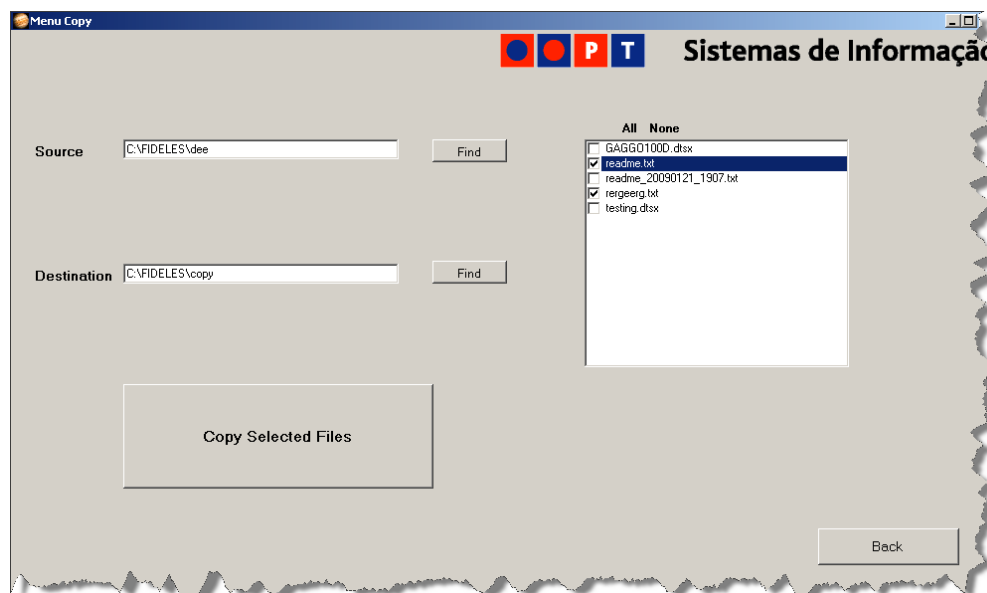 Menu Copy
P T Sistemas de Informação
All None
Source C:\FIDELES\dee Find
GAGGO100D.dtsx
readme.txt
readme_20090121_1907.txt
rergeerg.txt
testing.dtsx
Destination C:\FIDELES\copy Find
Copy Selected Files
Back